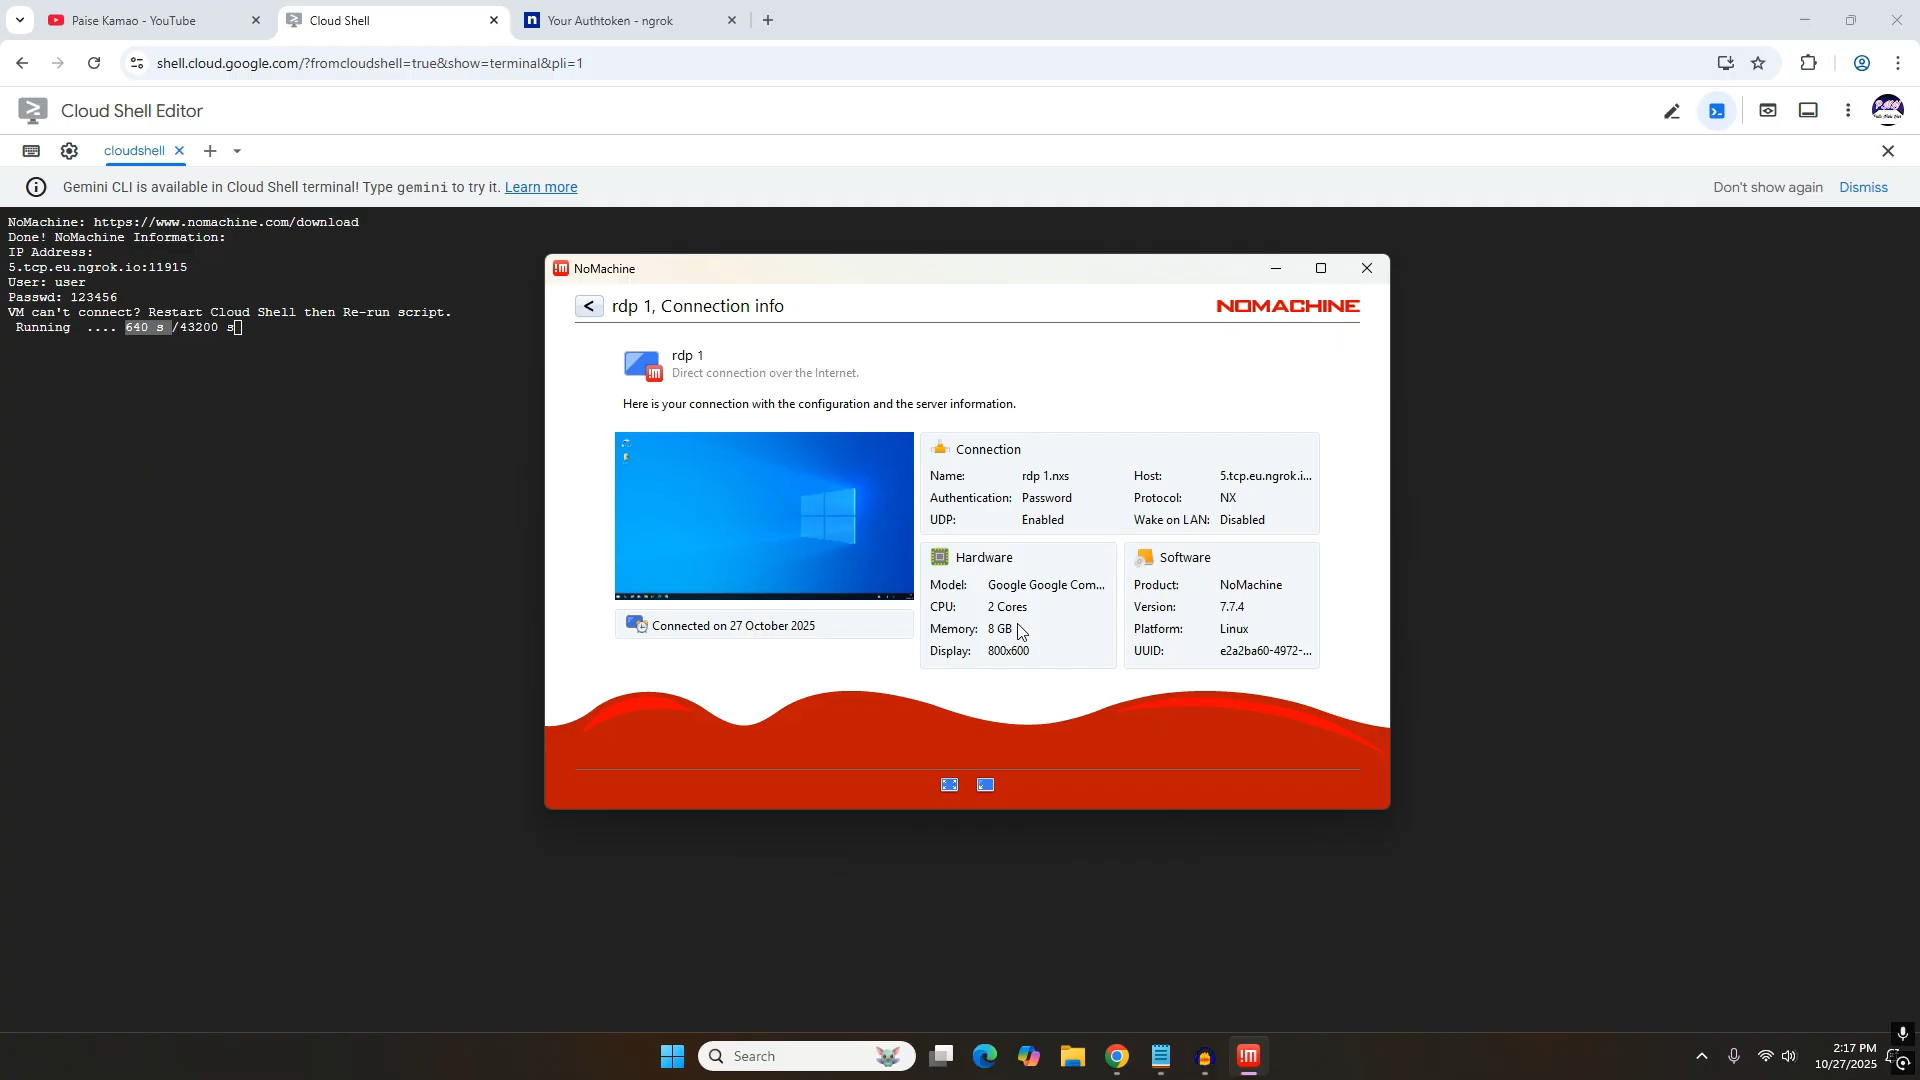 Paise Kamao - YouTube
Cloud Shell
Your Authtoken - ngrok
shell.cloud.google.com/?fromcloudshell=true&show=terminal&pli=1
Cloud Shell Editor
cloudshell
Gemini CLI is available in Cloud Shell terminal! Type gemini to try it. Learn more
Don't show again
Dismiss
NoMachine: https://www.nomachine.com/download
Done! NoMachine Information:
IP Address:
5.tcp.eu.ngrok.io:11915
User: user
Passwd: 123456
VM can't connect? Restart Cloud Shell then Re-run script.
Running .... 640 s /43200 s
NoMachine
rdp 1, Connection info
NOMACHINE
rdp 1
Direct connection over the Internet.
Here is your connection with the configuration and the server information.
Connection
Name: rdp 1.nxs Host: 5.tcp.eu.ngrok.i...
Authentication: Password Protocol: NX
UDP: Enabled Wake on LAN: Disabled
Hardware
Model: Google Google Com...
CPU: 2 Cores
Memory: 8 GB
Display: 800x600
Software
Product: NoMachine
Version: 7.7.4
Platform: Linux
UUID: e2a2ba60-4972-...
Connected on 27 October 2025
Search
2:17 PM
10/27/2025